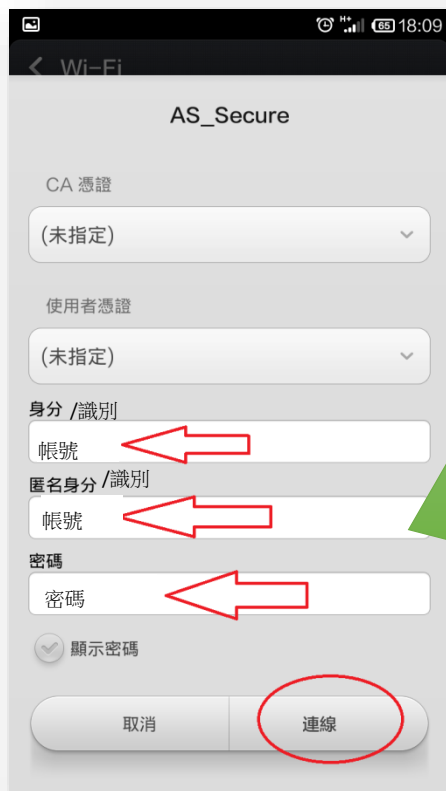 H+ 65 18:09
Wi-Fi
AS_Secure
CA 憑證
(未指定)
使用者憑證
(未指定)
身分 /識別
帳號
匿名身分 /識別
帳號
密碼
密碼
顯示密碼
取消 連線